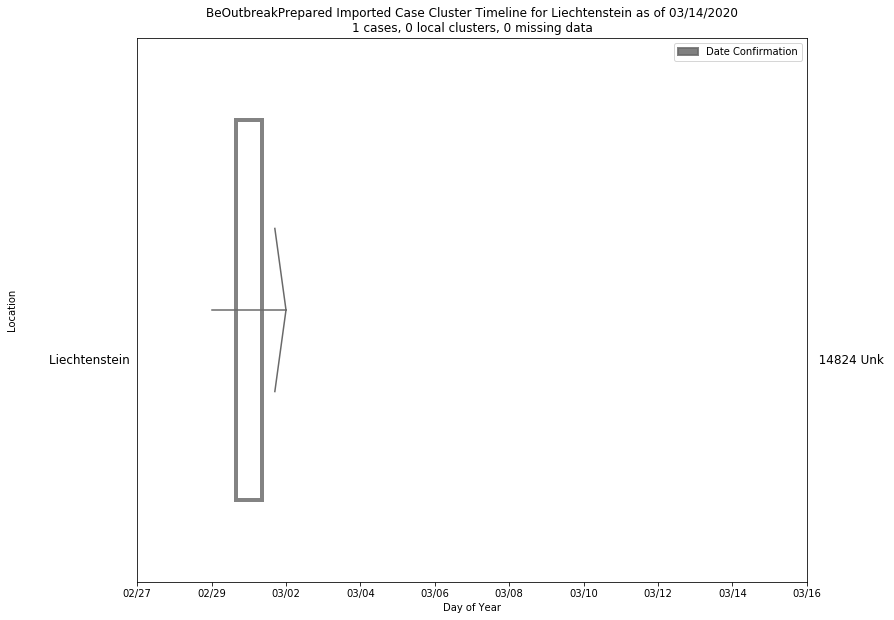 BeOutbreakPrepared Imported Case Cluster Timeline for Liechtenstein as of 03/14/2020
1 cases, 0 local clusters, 0 missing data
Date Confirmation
Location
Liechtenstein
14824 Unk
02/27 02/29 03/02 03/04 03/06 03/08 03/10 03/12 03/14 03/16
Day of Year